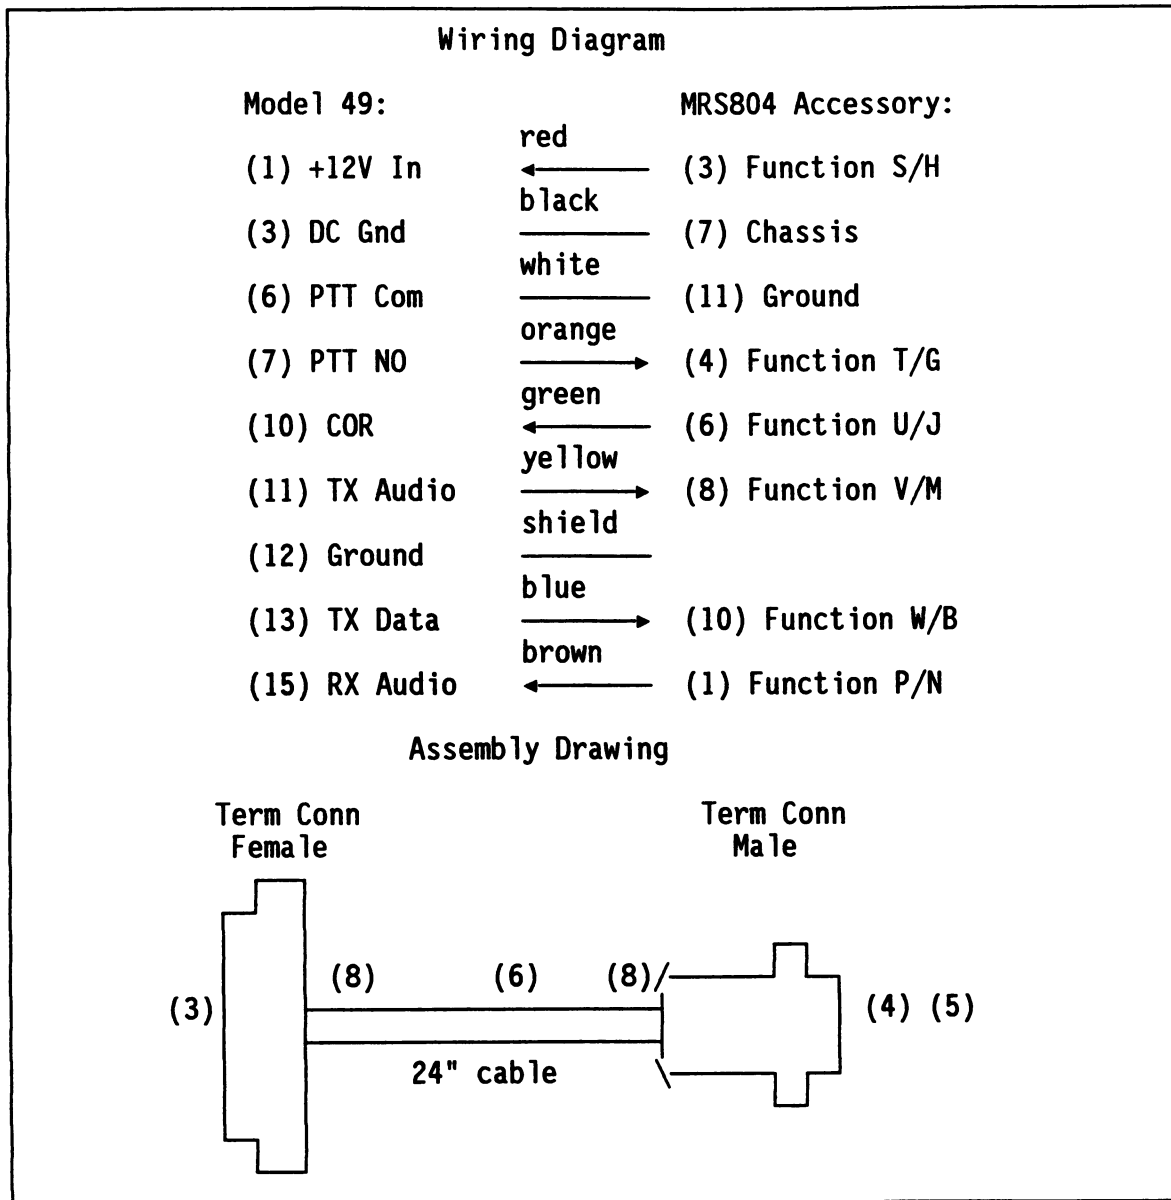 Wiring Diagram
Model 49: MRS804 Accessory:
red
(1) +12V In (3) Function S/H
black
(3) DC Gnd (7) Chassis
white
(6) PTT Com (11) Ground
orange
(7) PTT NO (4) Function T/G
green
(10) COR (6) Function U/J
yellow
(11) TX Audio (8) Function V/M
shield
(12) Ground
blue
(13) TX Data (10) Function W/B
brown
(15) RX Audio (1) Function P/N
Assembly Drawing
Term Conn Term Conn
Female Male
(8) (6) (8)
(3) (4) (5)
24" cable